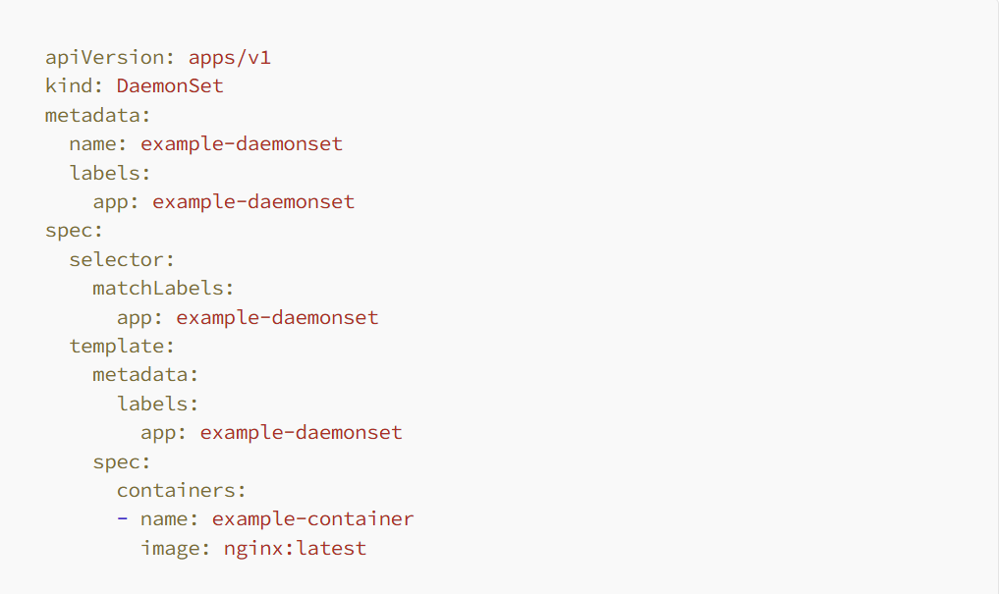 apiVersion: apps/v1
kind: DaemonSet
metadata:
  name: example-daemonset
  labels:
    app: example-daemonset
spec:
  selector:
    matchLabels:
      app: example-daemonset
  template:
    metadata:
      labels:
        app: example-daemonset
    spec:
      containers:
      - name: example-container
        image: nginx:latest